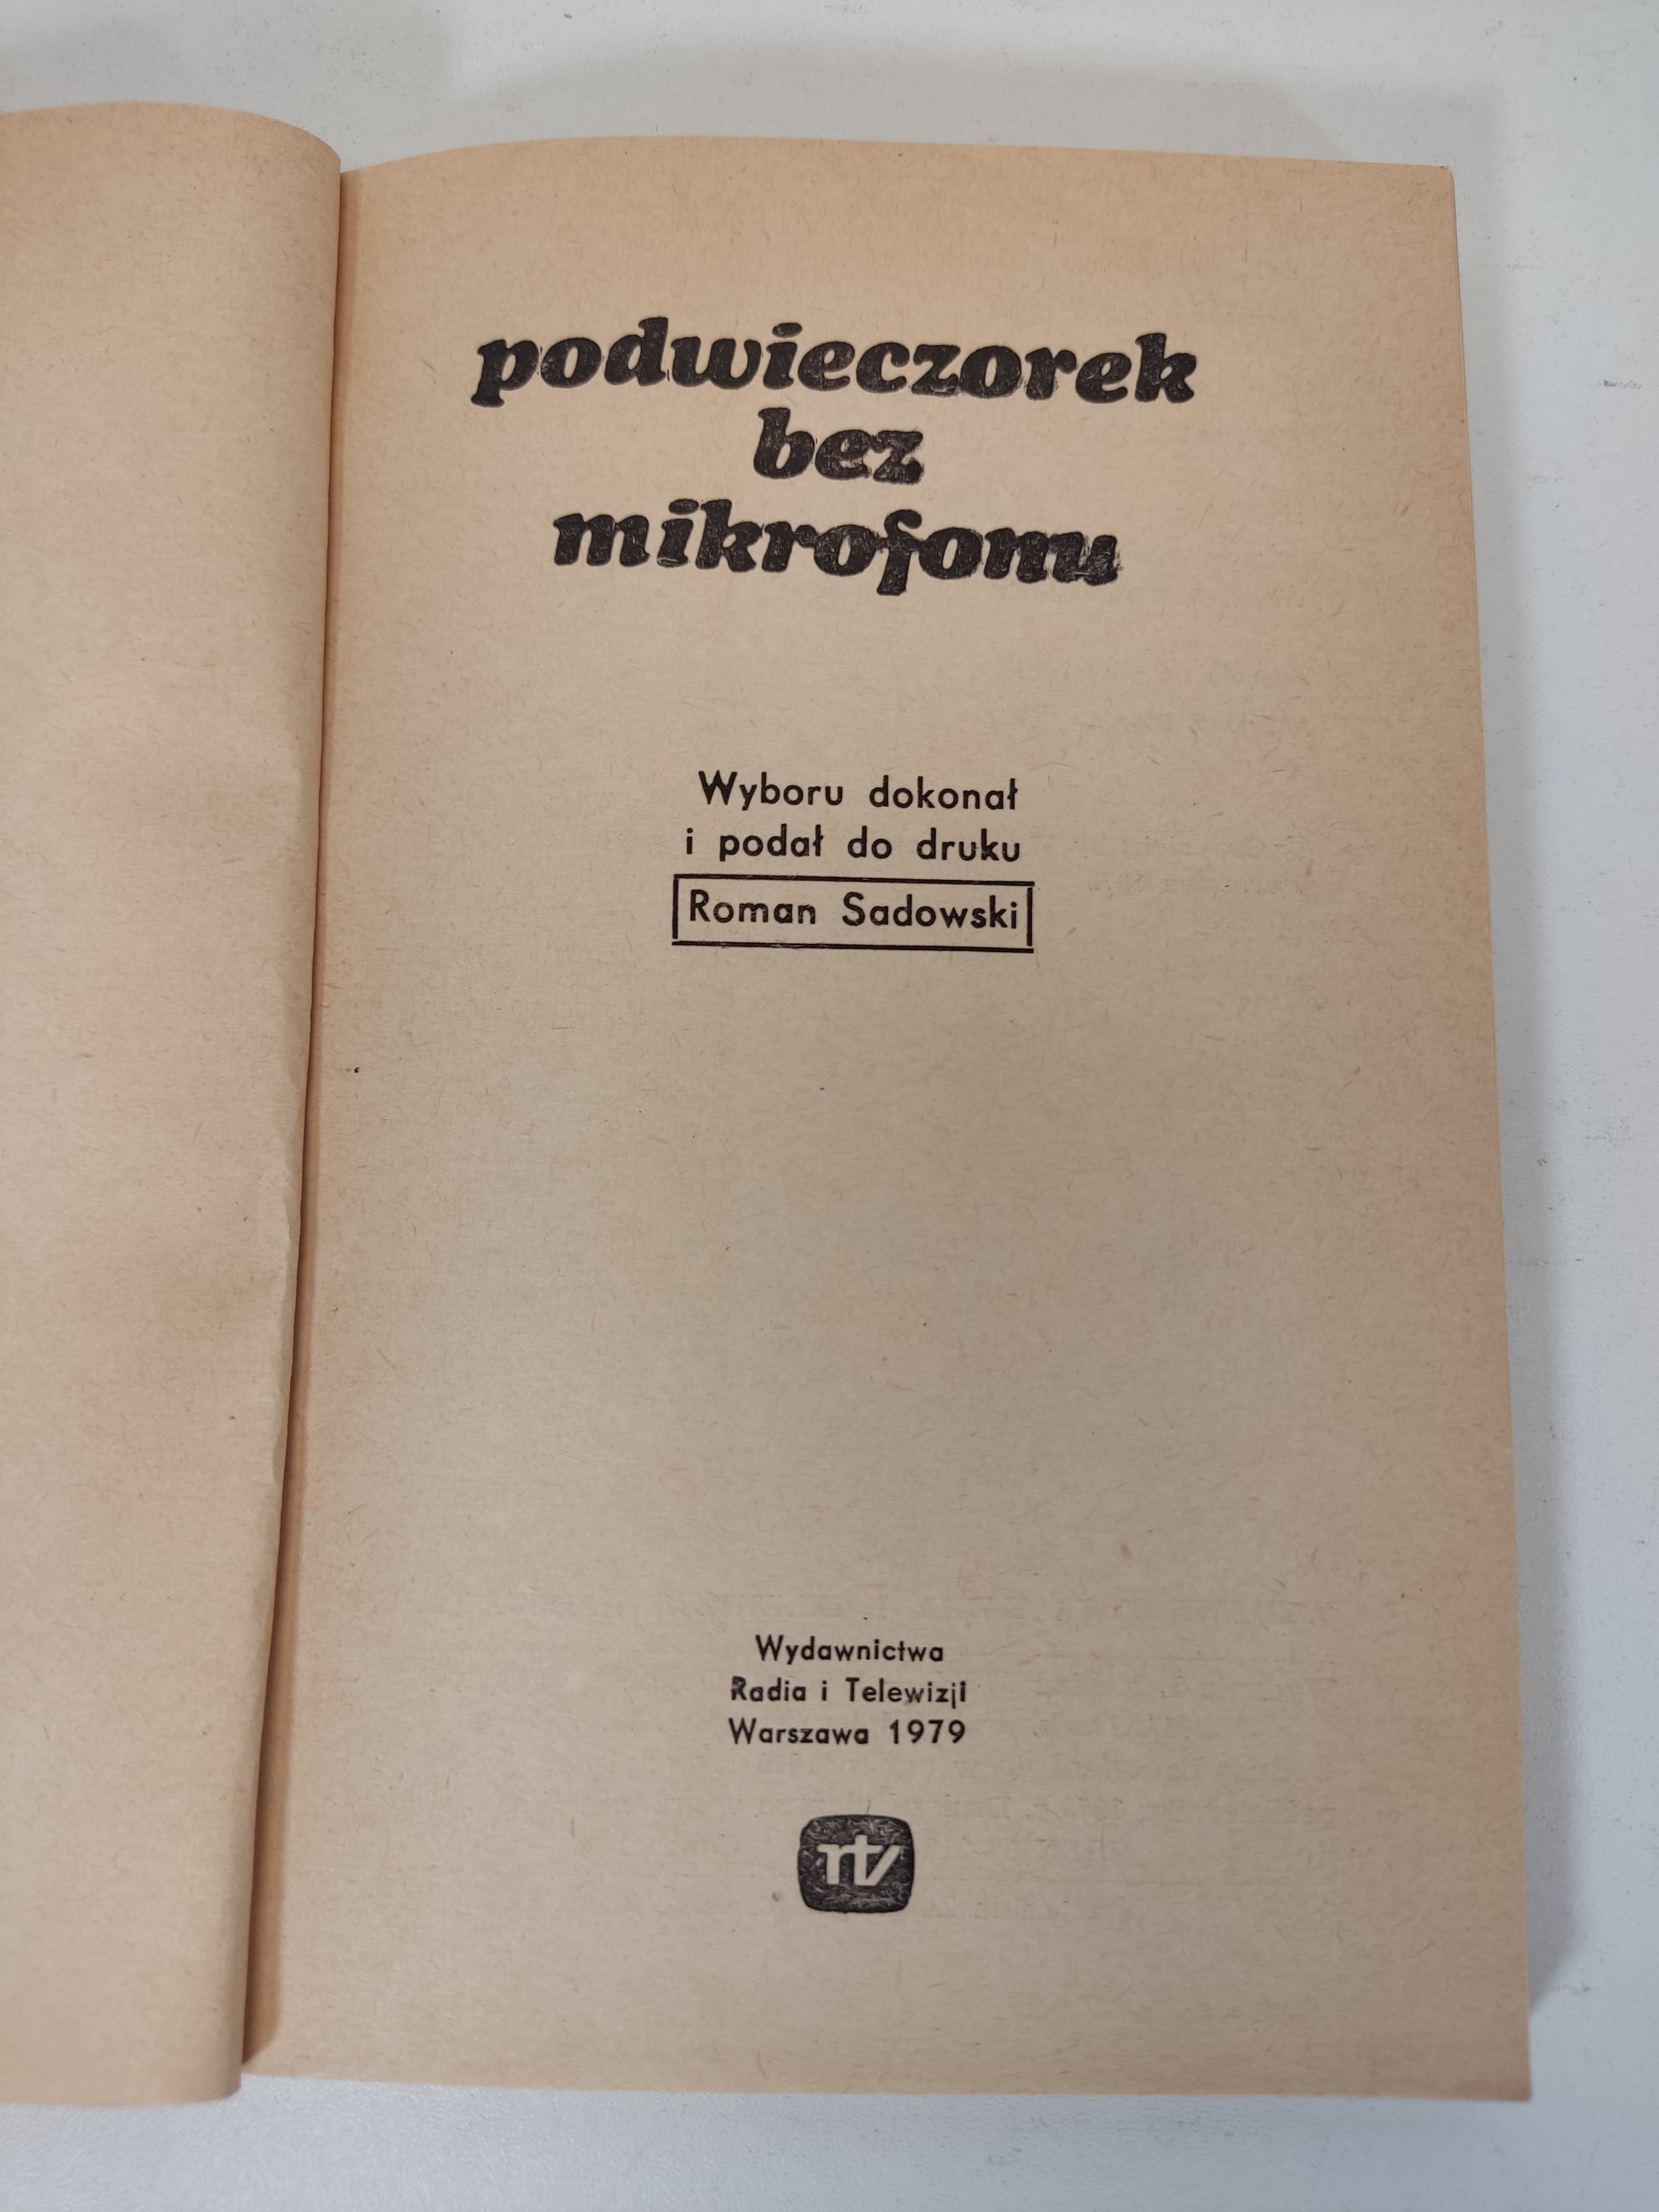 podwieczorek
bez
mikrofonu
Wyboru dokonał
i podał do druku
Roman Sadowski
Wydawnictwa
Radia i Telewizji
Warszawa 1979
rtv